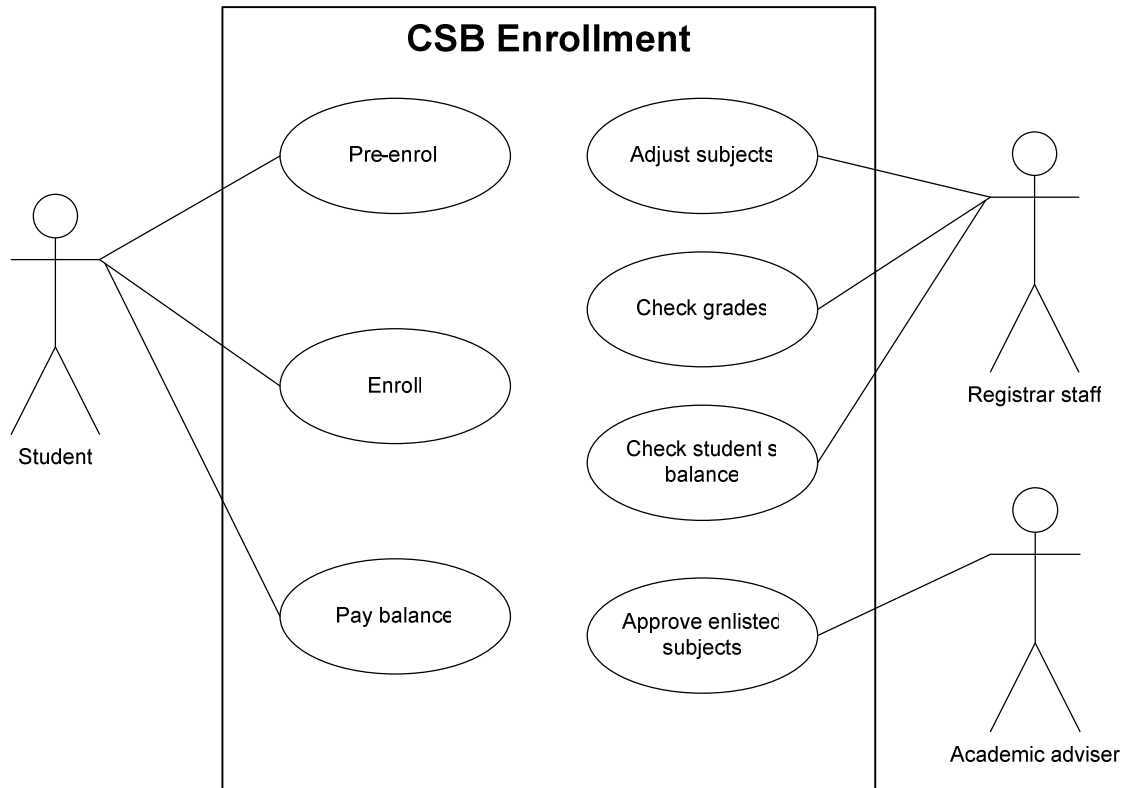 CSB Enrollment
Pre-enrol
Adjust subjects
Check grades
Enroll
Registrar staff
Check student s
balance
Student
Pay balance
Approve enlisted
subjects
Academic adviser